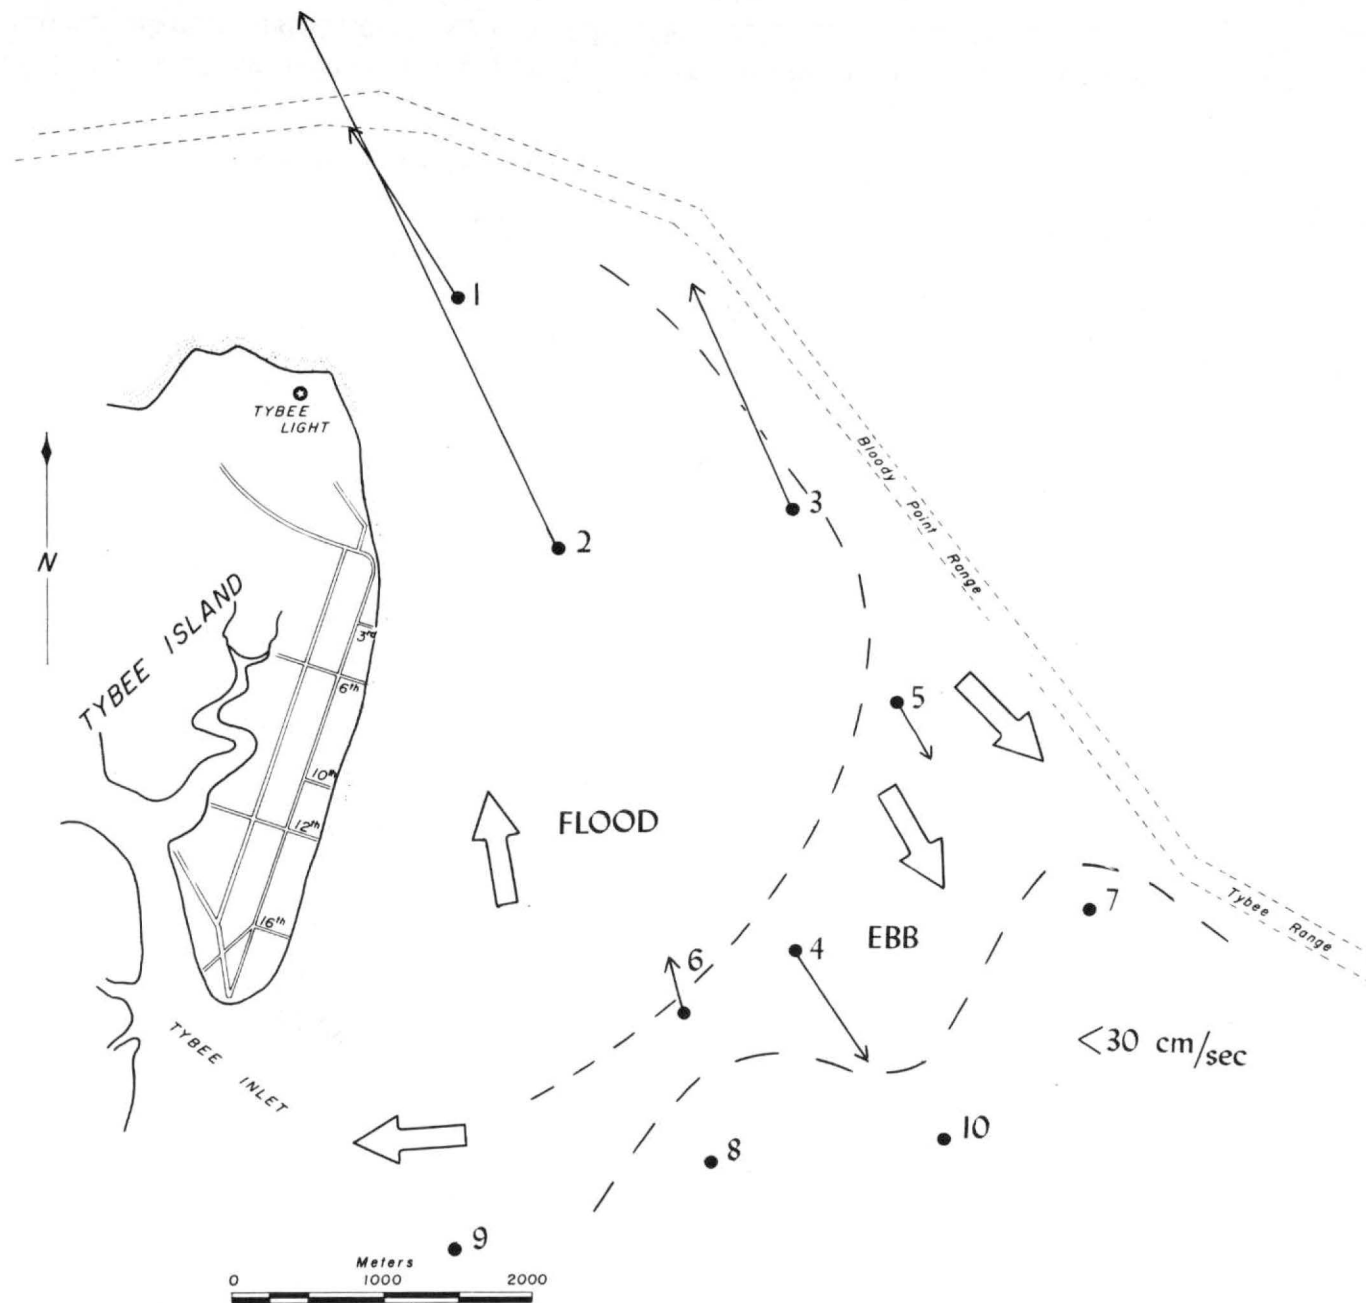 1
TYBEE
LIGHT
Bloody Point Range
3
2
N
TYBEE ISLAND
3rd
6th
5
10th
FLOOD
12th
7
Tybee Range
16th
EBB
4
6
<30 cm/sec
TYBEE INLET
10
8
9
Meters
0 1000 2000